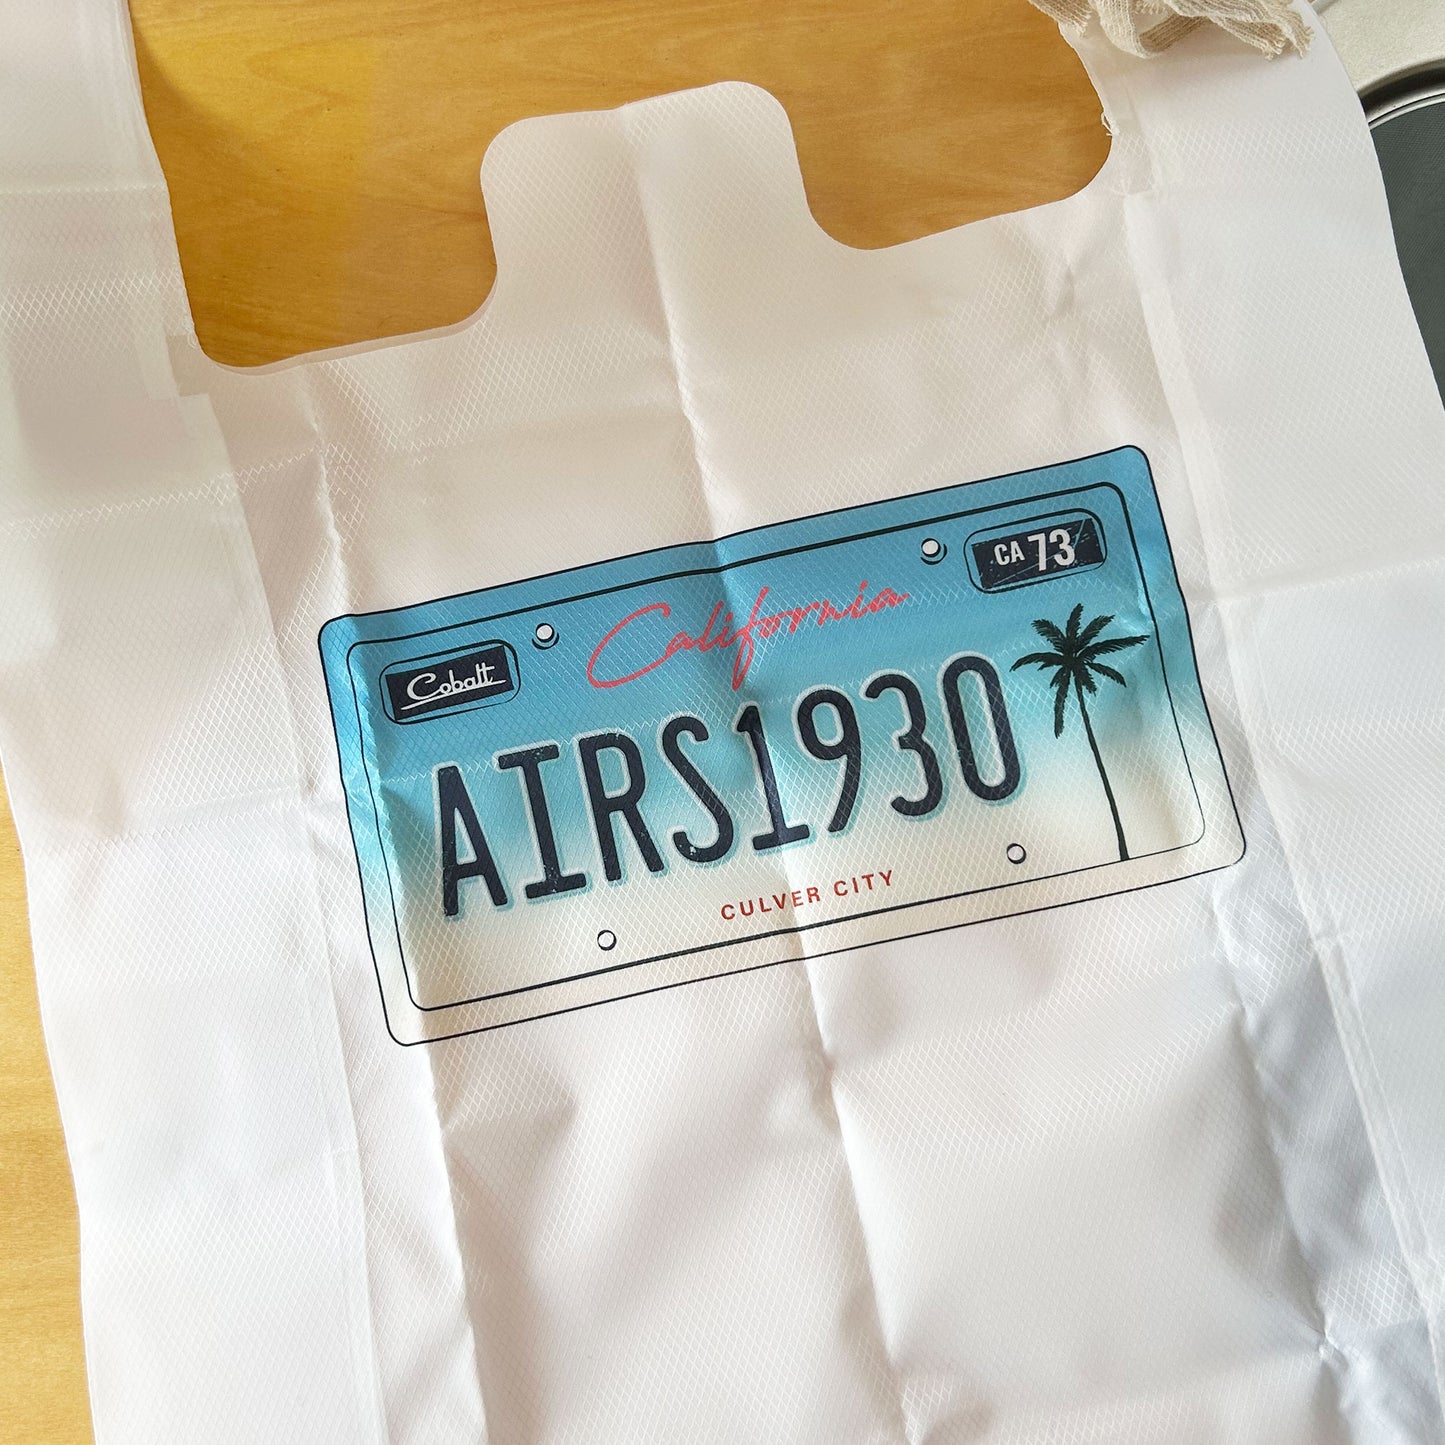 California
CA 73
Cobalt
AIRS1930
CULVER CITY